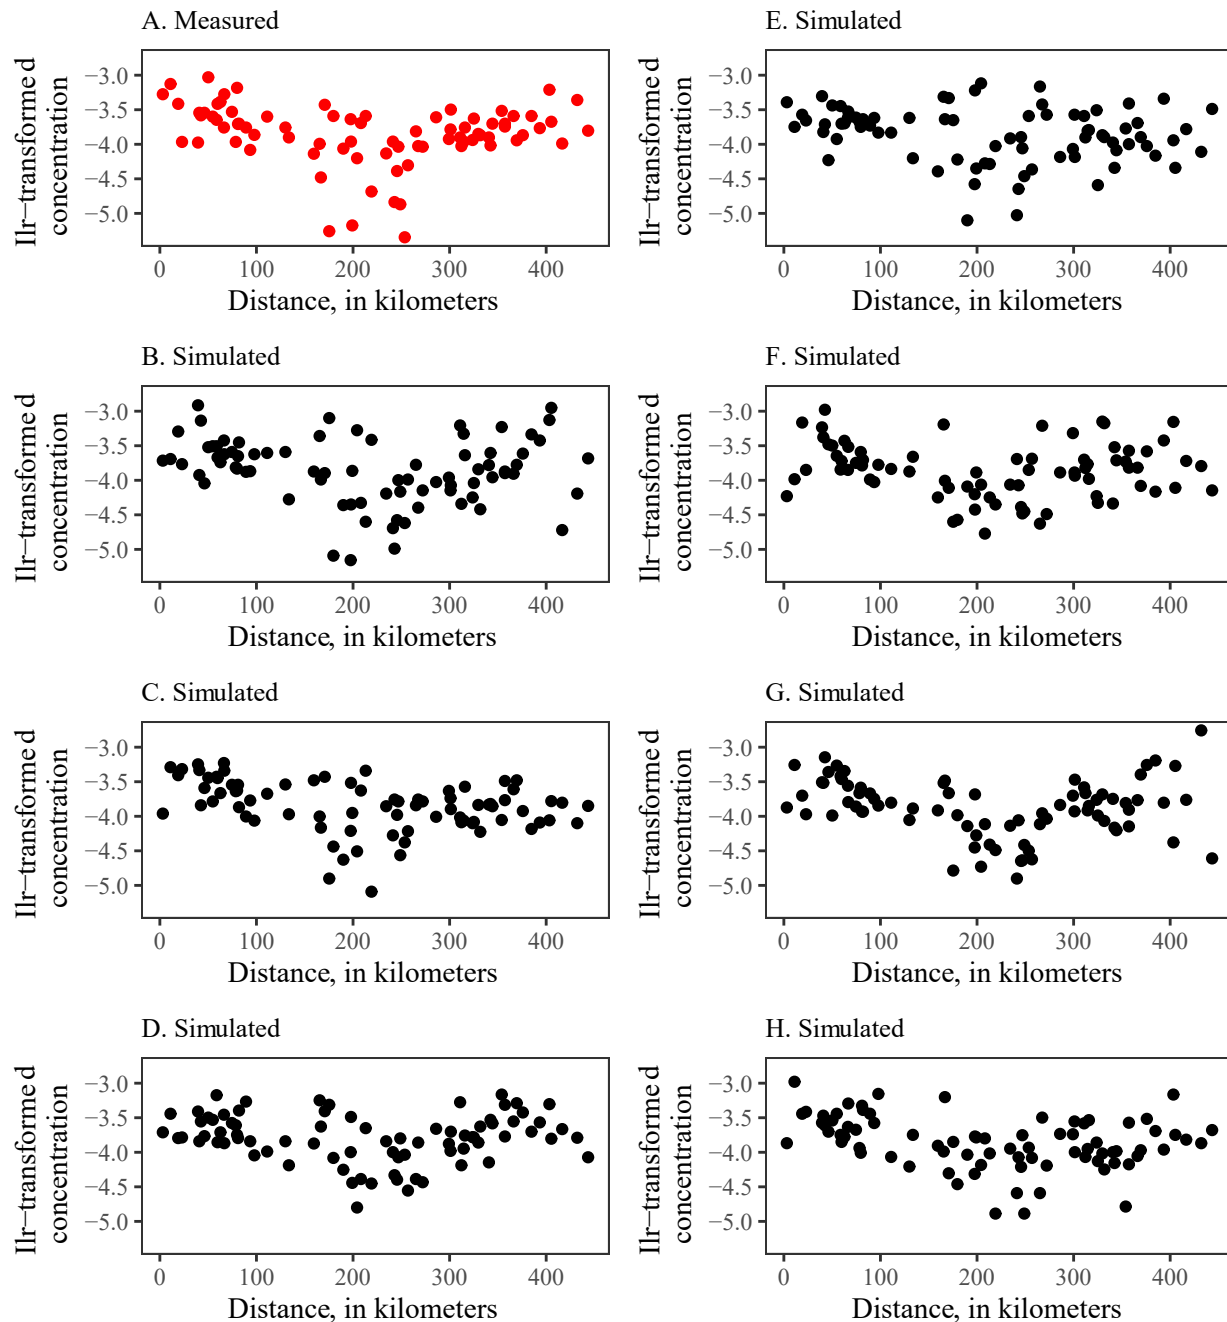 A. Measured
Ilr−transformed
concentration
−3.0
−3.5
−4.0
−4.5
−5.0
0 100 200 300 400
Distance, in kilometers
B. Simulated
Ilr−transformed
concentration
−3.0
−3.5
−4.0
−4.5
−5.0
0 100 200 300 400
Distance, in kilometers
C. Simulated
Ilr−transformed
concentration
−3.0
−3.5
−4.0
−4.5
−5.0
0 100 200 300 400
Distance, in kilometers
D. Simulated
Ilr−transformed
concentration
−3.0
−3.5
−4.0
−4.5
−5.0
0 100 200 300 400
Distance, in kilometers
E. Simulated
Ilr−transformed
concentration
−3.0
−3.5
−4.0
−4.5
−5.0
0 100 200 300 400
Distance, in kilometers
F. Simulated
Ilr−transformed
concentration
−3.0
−3.5
−4.0
−4.5
−5.0
0 100 200 300 400
Distance, in kilometers
G. Simulated
Ilr−transformed
concentration
−3.0
−3.5
−4.0
−4.5
−5.0
0 100 200 300 400
Distance, in kilometers
H. Simulated
Ilr−transformed
concentration
−3.0
−3.5
−4.0
−4.5
−5.0
0 100 200 300 400
Distance, in kilometers